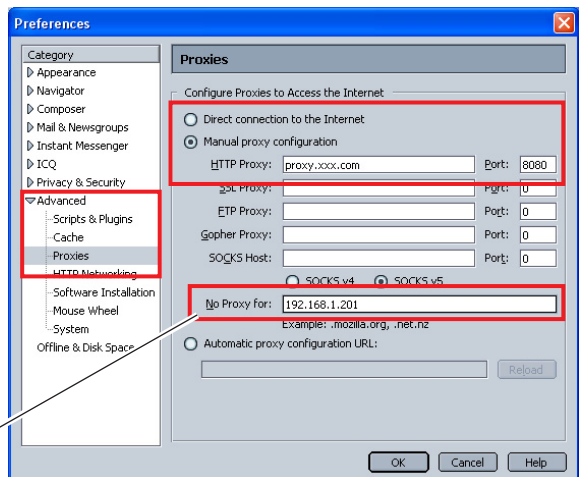 Preferences
Category
Appearance
Navigator
Composer
Mail & Newsgroups
Instant Messenger
ICQ
Privacy & Security
Advanced
Scripts & Plugins
Cache
Proxies
HTTP Networking
Software Installation
Mouse Wheel
System
Offline & Disk Space
Proxies
Configure Proxies to Access the Internet
Direct connection to the Internet
Manual proxy configuration
HTTP Proxy: proxy.xxx.com Port: 8080
SSL Proxy: Port: 0
FTP Proxy: Port: 0
Gopher Proxy: Port: 0
SOCKS Host: Port: 0
SOCKS v4 SOCKS v5
No Proxy for: 192.168.1.201
Example: .mozilla.org, .net.nz
Automatic proxy configuration URL:
Reload
OK Cancel Help